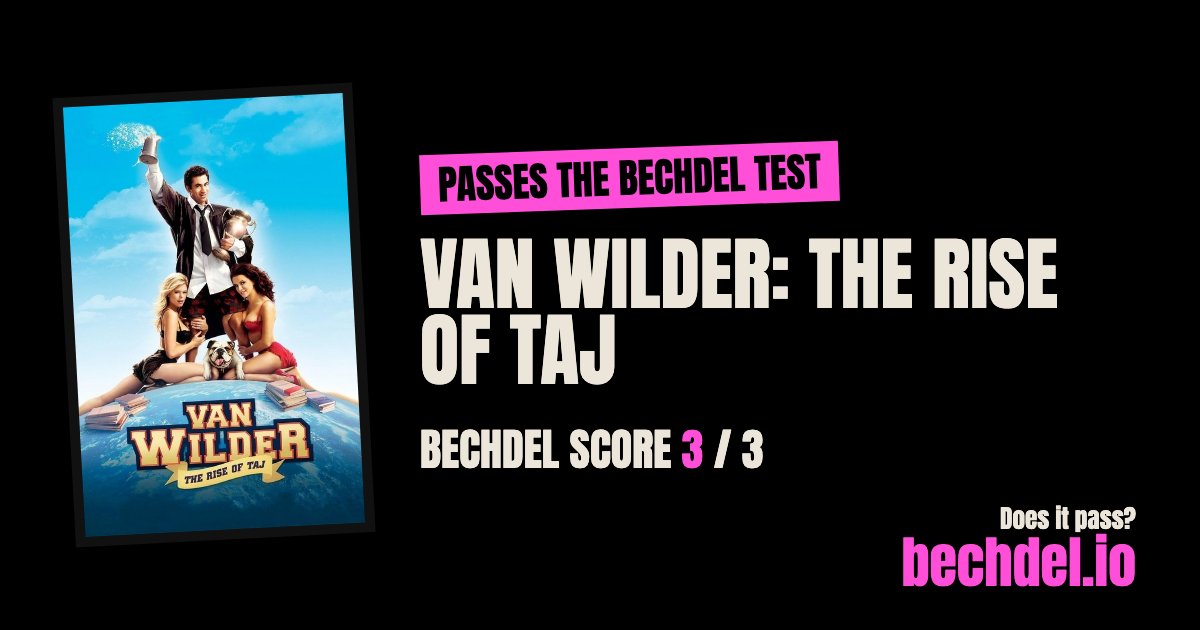 PASSES THE BECHDEL TEST
VAN WILDER: THE RISE
OF TAJ
BECHDEL SCORE 3 / 3
VAN
WILDER
THE RISE OF TAJ
Does it pass?
bechdel.io